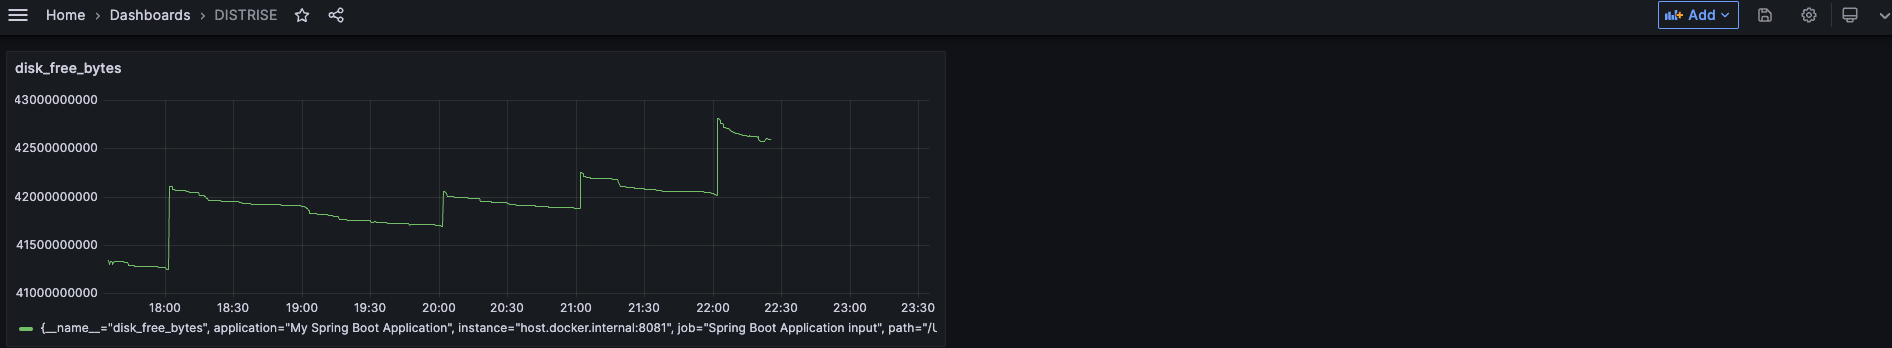 Home › Dashboards › DISTRISE
Add
disk_free_bytes
43000000000
42500000000
42000000000
41500000000
41000000000
18:00 18:30 19:00 19:30 20:00 20:30 21:00 21:30 22:00 22:30 23:00 23:30
{__name__="disk_free_bytes", application="My Spring Boot Application", instance="host.docker.internal:8081", job="Spring Boot Application input", path="/U